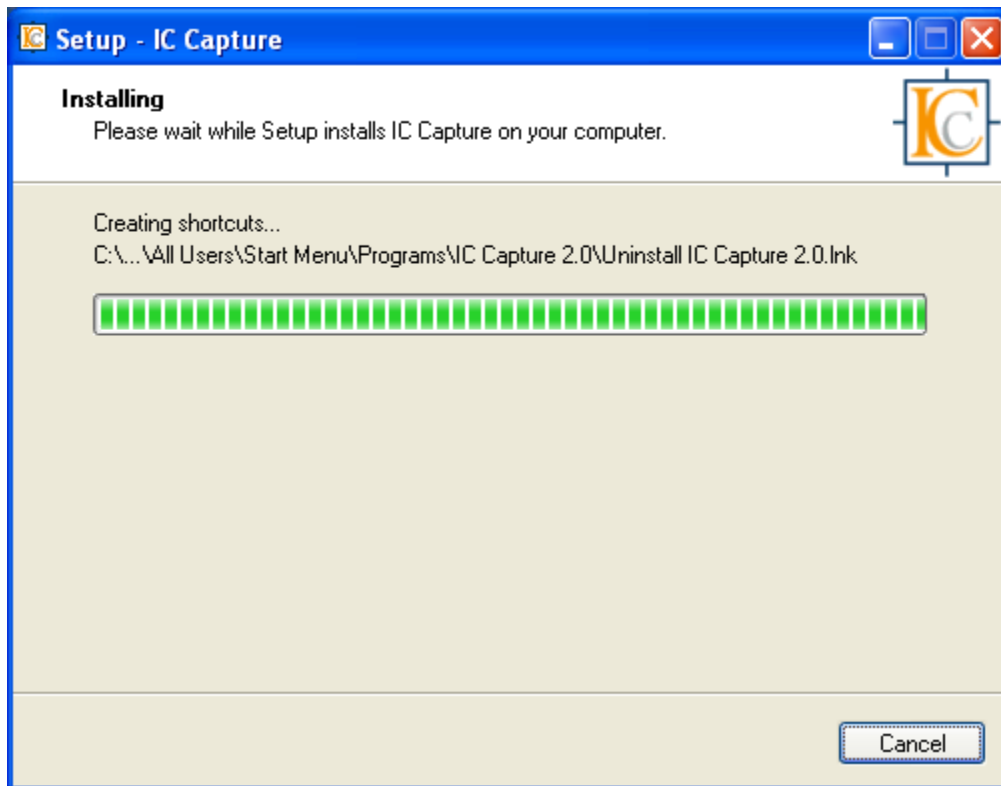 Setup - IC Capture
Installing
Please wait while Setup installs IC Capture on your computer.
IC
Creating shortcuts...
C:\...\All Users\Start Menu\Programs\IC Capture 2.0\Uninstall IC Capture 2.0.lnk
Cancel